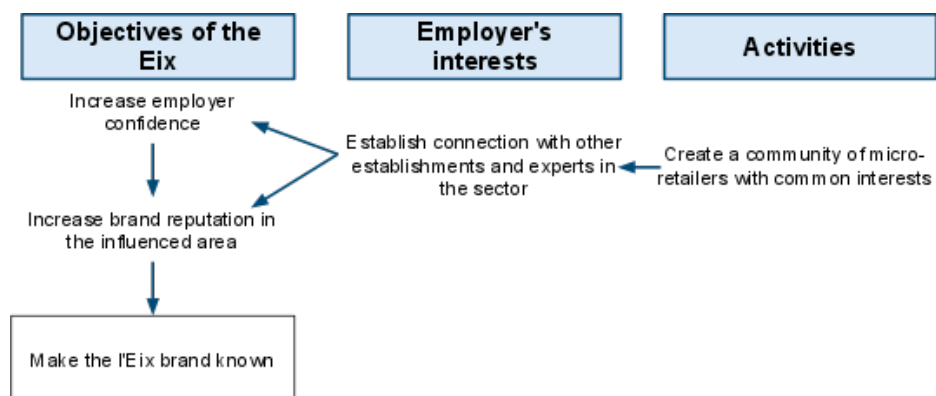 Objectives of the
Eix
Employer's
interests
Activities
Increase employer
confidence
Establish connection with other
establishments and experts in
the sector
Create a community of micro-
retailers with common interests
Increase brand reputation in
the influenced area
Make the l'Eix brand known